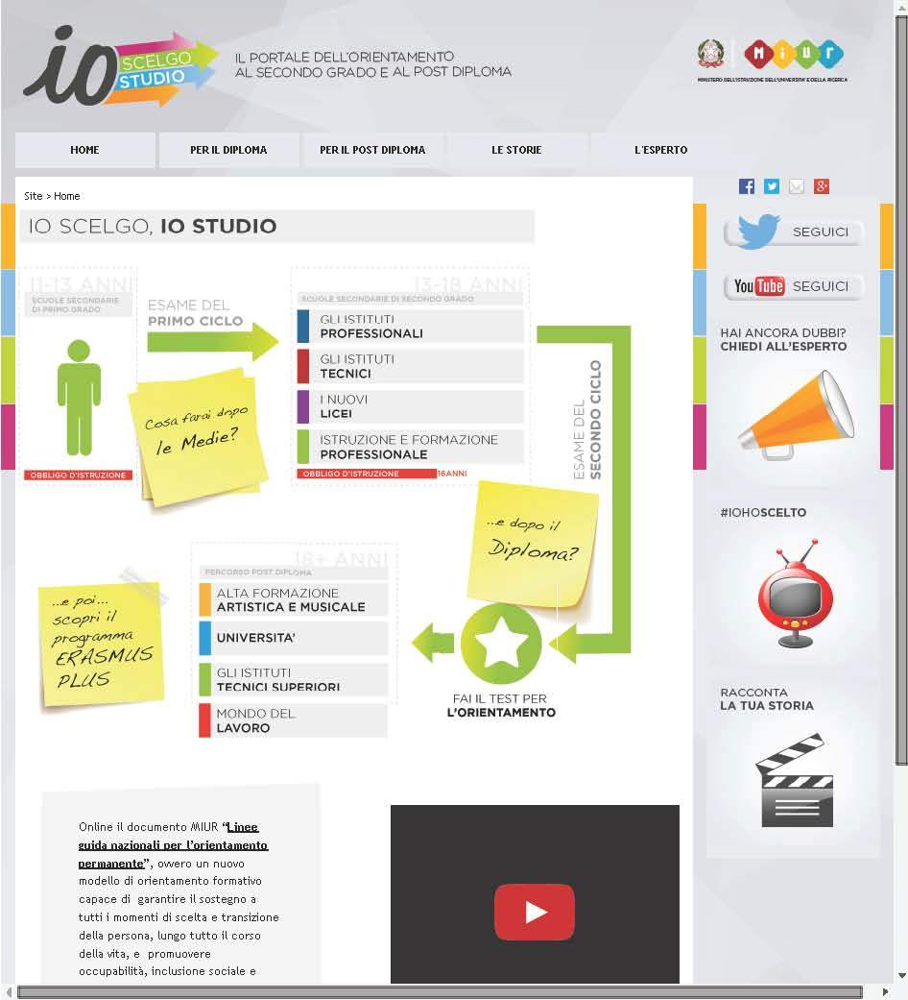 io SCELGO
STUDIO
IL PORTALE DELL'ORIENTAMENTO
AL SECONDO GRADO E AL POST DIPLOMA
MIUR
MINISTERO DELL'ISTRUZIONE DELL'UNIVERSITA' E DELLA RICERCA
HOME
PER IL DIPLOMA
PER IL POST DIPLOMA
LE STORIE
L'ESPERTO
Site > Home
IO SCELGO, IO STUDIO
11-13 ANNI
SCUOLE SECONDARIE
DI PRIMO GRADO
OBBLIGO D'ISTRUZIONE
ESAME DEL
PRIMO CICLO
Cosa farai dopo
le Medie?
13-18 ANNI
SCUOLE SECONDARIE DI SECONDO GRADO
GLI ISTITUTI
PROFESSIONALI
GLI ISTITUTI
TECNICI
I NUOVI
LICEI
ISTRUZIONE E FORMAZIONE
PROFESSIONALE
OBBLIGO D'ISTRUZIONE 16ANNI
ESAME DEL
SECONDO CICLO
...e dopo il
Diploma?
FAI IL TEST PER
L'ORIENTAMENTO
18+ ANNI
PERCORSO POST DIPLOMA
ALTA FORMAZIONE
ARTISTICA E MUSICALE
UNIVERSITA'
GLI ISTITUTI
TECNICI SUPERIORI
MONDO DEL
LAVORO
...e poi...
scopri il
programma
ERASMUS
PLUS
f
g+
SEGUICI
You Tube SEGUICI
HAI ANCORA DUBBI?
CHIEDI ALL'ESPERTO
#IOHOSCELTO
RACCONTA
LA TUA STORIA
Online il documento MIUR “Linee
guida nazionali per l'orientamento
permanente”, ovvero un nuovo
modello di orientamento formativo
capace di garantire il sostegno a
tutti i momenti di scelta e transizione
della persona, lungo tutto il corso
della vita, e promuovere
occupabilità, inclusione sociale e